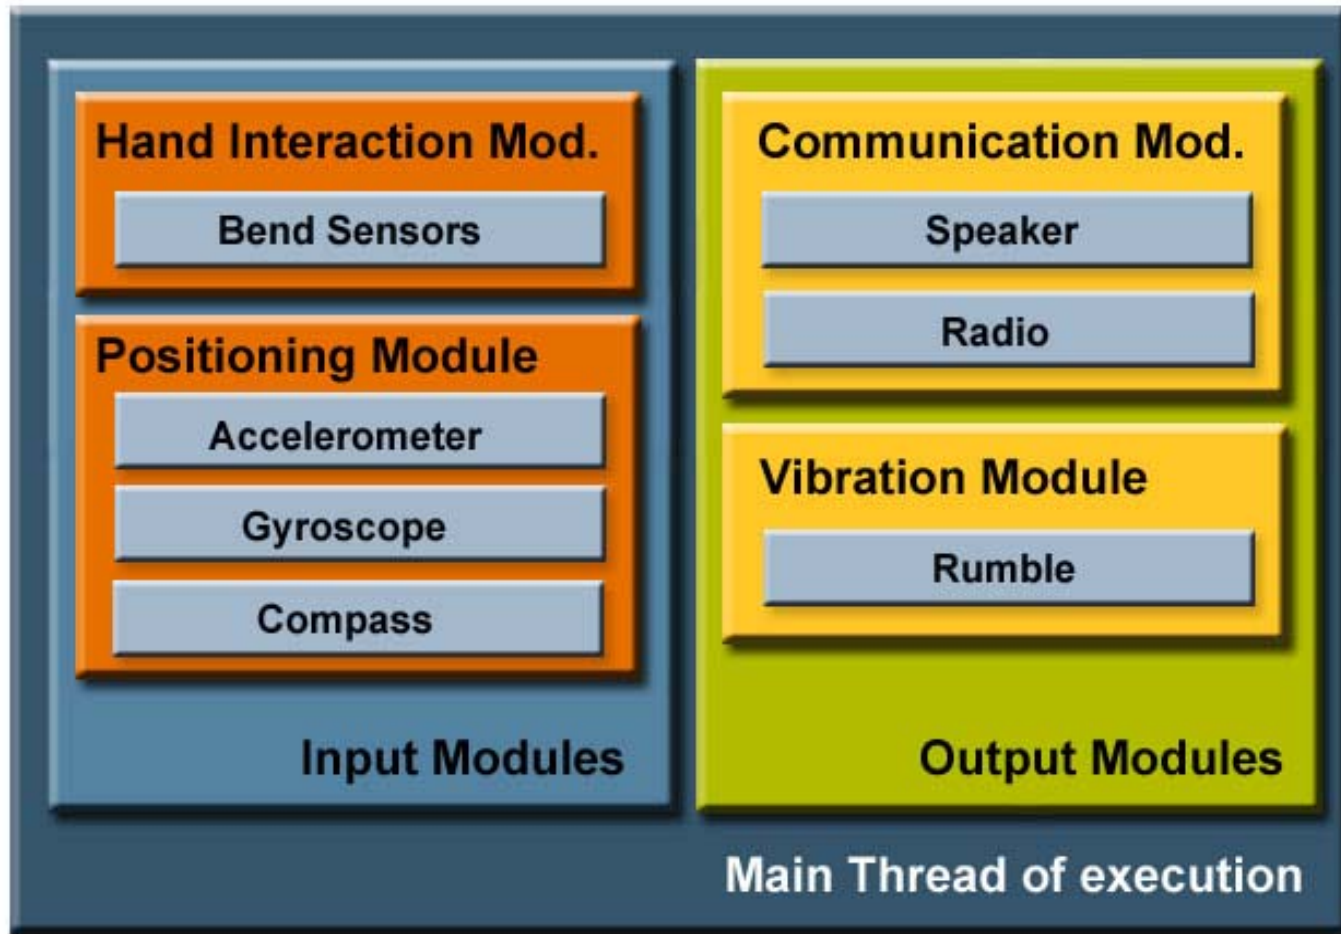 Hand Interaction Mod.
Bend Sensors
Positioning Module
Accelerometer
Gyroscope
Compass
Input Modules
Communication Mod.
Speaker
Radio
Vibration Module
Rumble
Output Modules
Main Thread of execution